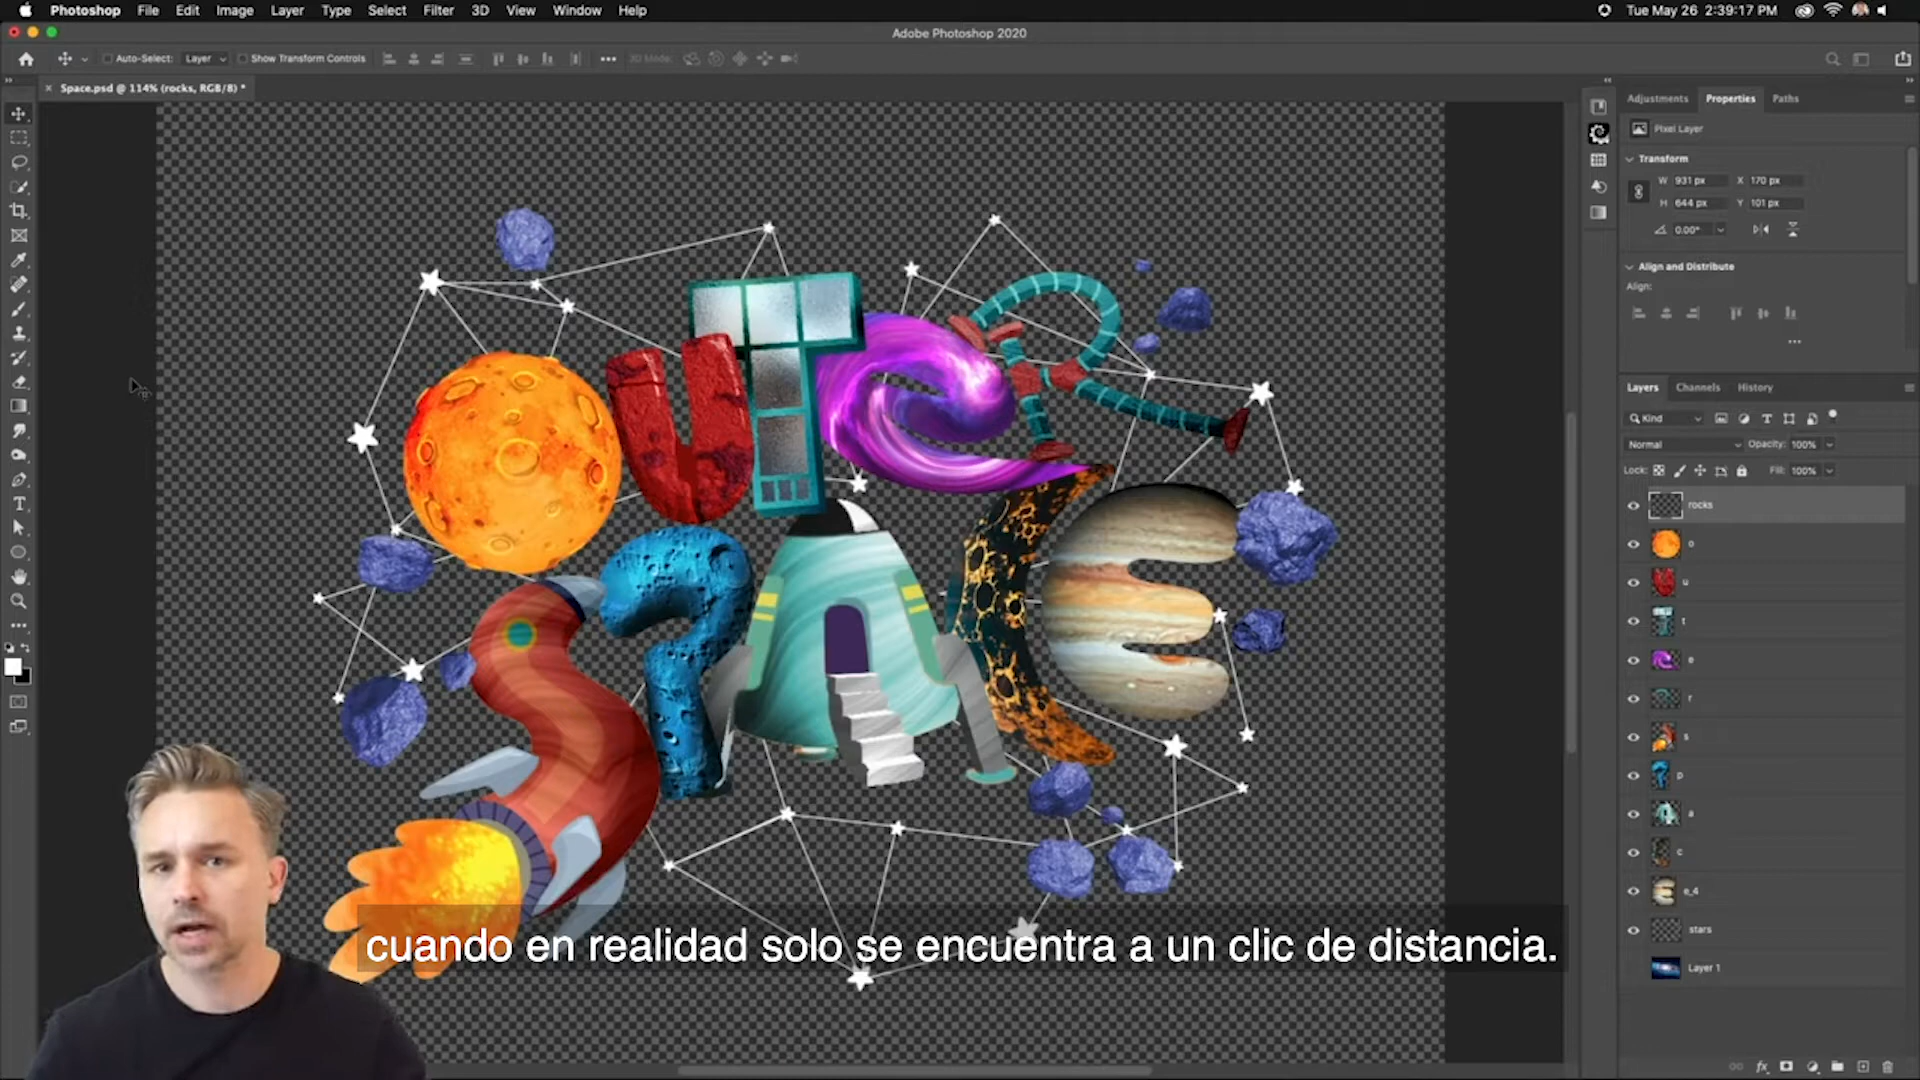 Photoshop File Edit Image Layer Type Select Filter 3D View Window Help Tue May 26 2:39:17 PM
Adobe Photoshop 2020
Auto-Select: Layer Show Transform Controls 3D Mode:
Space.psd @ 114% (rocks, RGB/8) *
Adjustments Properties Paths
Pixel Layer
Transform
W 931 px X 170 px
H 644 px Y 101 px
0.00°
Align and Distribute
Align:
Layers Channels History
Kind
Normal Opacity: 100%
Lock: Fill: 100%
rocks
o
u
t
e
r
s
p
a
c
e_4
stars
Layer 1
OUTER
SPACE
cuando en realidad solo se encuentra a un clic de distancia.